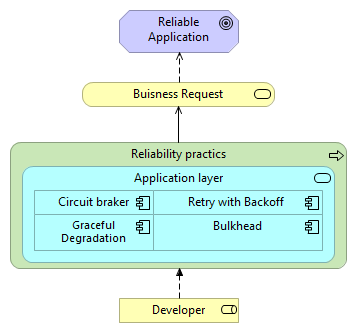 Reliable
Application
Buisness Request
Reliability practics
Application layer
Circuit braker
Retry with Backoff
Graceful
Degradation
Bulkhead
Developer